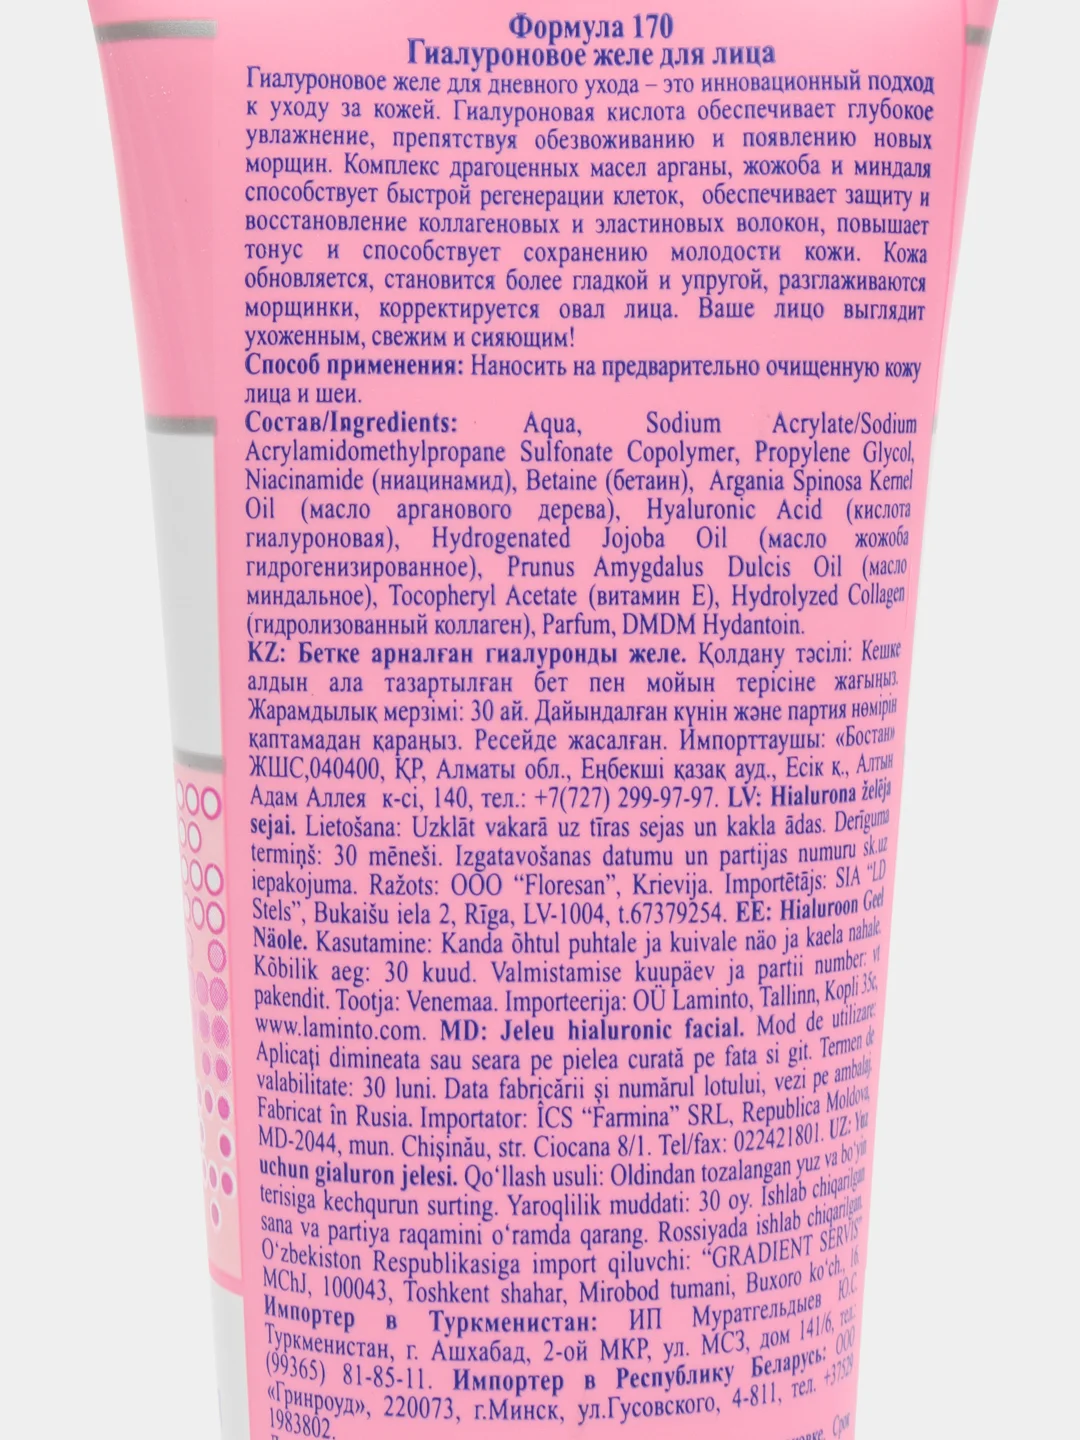 Формула 170
Гиалуроновое желе для лица
Гиалуроновое желе для дневного ухода – это инновационный подход
к уходу за кожей. Гиалуроновая кислота обеспечивает глубокое
увлажнение, препятствуя обезвоживанию и появлению новых
морщин. Комплекс драгоценных масел арганы, жожоба и миндаля
способствует быстрой регенерации клеток, обеспечивает защиту и
восстановление коллагеновых и эластиновых волокон, повышает
тонус и способствует сохранению молодости кожи. Кожа
обновляется, становится более гладкой и упругой, разглаживаются
морщинки, корректируется овал лица. Ваше лицо выглядит
ухоженным, свежим и сияющим!
Способ применения: Наносить на предварительно очищенную кожу
лица и шеи.
Состав/Ingredients: Aqua, Sodium Acrylate/Sodium
Acrylamidomethylpropane Sulfonate Copolymer, Propylene Glycol,
Niacinamide (ниацинамид), Betaine (бетаин), Argania Spinosa Kernel
Oil (масло арганового дерева), Hyaluronic Acid (кислота
гиалуроновая), Hydrogenated Jojoba Oil (масло жожоба
гидрогенизированное), Prunus Amygdalus Dulcis Oil (масло
миндальное), Tocopheryl Acetate (витамин Е), Hydrolyzed Collagen
(гидролизованный коллаген), Parfum, DMDM Hydantoin.
KZ: Бетке арналған гиалуронды желе. Қолдану тәсілі: Кешке
алдын ала тазартылған бет пен мойын терісіне жағыңыз.
Жарамдылық мерзімі: 30 ай. Дайындалған күнін және партия нөмірін
қаптамадан қараңыз. Ресейде жасалған. Импорттаушы: «Бостан»
ЖШС,040400, ҚР, Алматы обл., Еңбекші қазақ ауд., Есік қ., Алтын
Адам Аллея к-сі, 140, тел.: +7(727) 299-97-97. LV: Hialurona želēja
sejai. Lietošana: Uzklāt vakarā uz tīras sejas un kakla ādas. Derīguma
termiņš: 30 mēneši. Izgatavošanas datumu un partijas numuru sk.uz
iepakojuma. Ražots: OOO “Floresan”, Krievija. Importētājs: SIA “LD
Stels”, Bukaišu iela 2, Rīga, LV-1004, t.67379254. EE: Hialuroon Geel
Näole. Kasutamine: Kanda õhtul puhtale ja kuivale näo ja kaela nahale.
Kõbilik aeg: 30 kuud. Valmistamise kuupäev ja partii number: vt
pakendit. Tootja: Venemaa. Importeerija: OÜ Laminto, Tallinn, Kopli 35c,
www.laminto.com. MD: Jeleu hialuronic facial. Mod de utilizare:
Aplicați dimineata sau seara pe pielea curată pe fata si git. Termen de
valabilitate: 30 luni. Data fabricării și numărul lotului, vezi pe ambalaj.
Fabricat în Rusia. Importator: ÎCS “Farmina” SRL, Republica Moldova,
MD-2044, mun. Chișinău, str. Ciocana 8/1. Tel/fax: 022421801. UZ: Yuz
uchun gialuron jelesi. Qo‘llash usuli: Oldindan tozalangan yuz va bo‘yin
terisiga kechqurun surting. Yaroqlilik muddati: 30 oy. Ishlab chiqarilgan
sana va partiya raqamini o‘ramda qarang. Rossiyada ishlab chiqarilgan.
O‘zbekiston Respublikasiga import qiluvchi: “GRADIENT SERVIS”
MChJ, 100043, Toshkent shahar, Mirobod tumani, Buxoro ko‘ch., 16.
Импортер в Туркменистан: ИП Муратгельдыев Ю.С.
Туркменистан, г. Ашхабад, 2-ой МКР, ул. МСЗ, дом 141/6, тел.:
(99365) 81-85-11. Импортер в Республику Беларусь: ООО
«Гринроуд», 220073, г.Минск, ул.Гусовского, 4-811, тел. +37529
1983802.
Срок